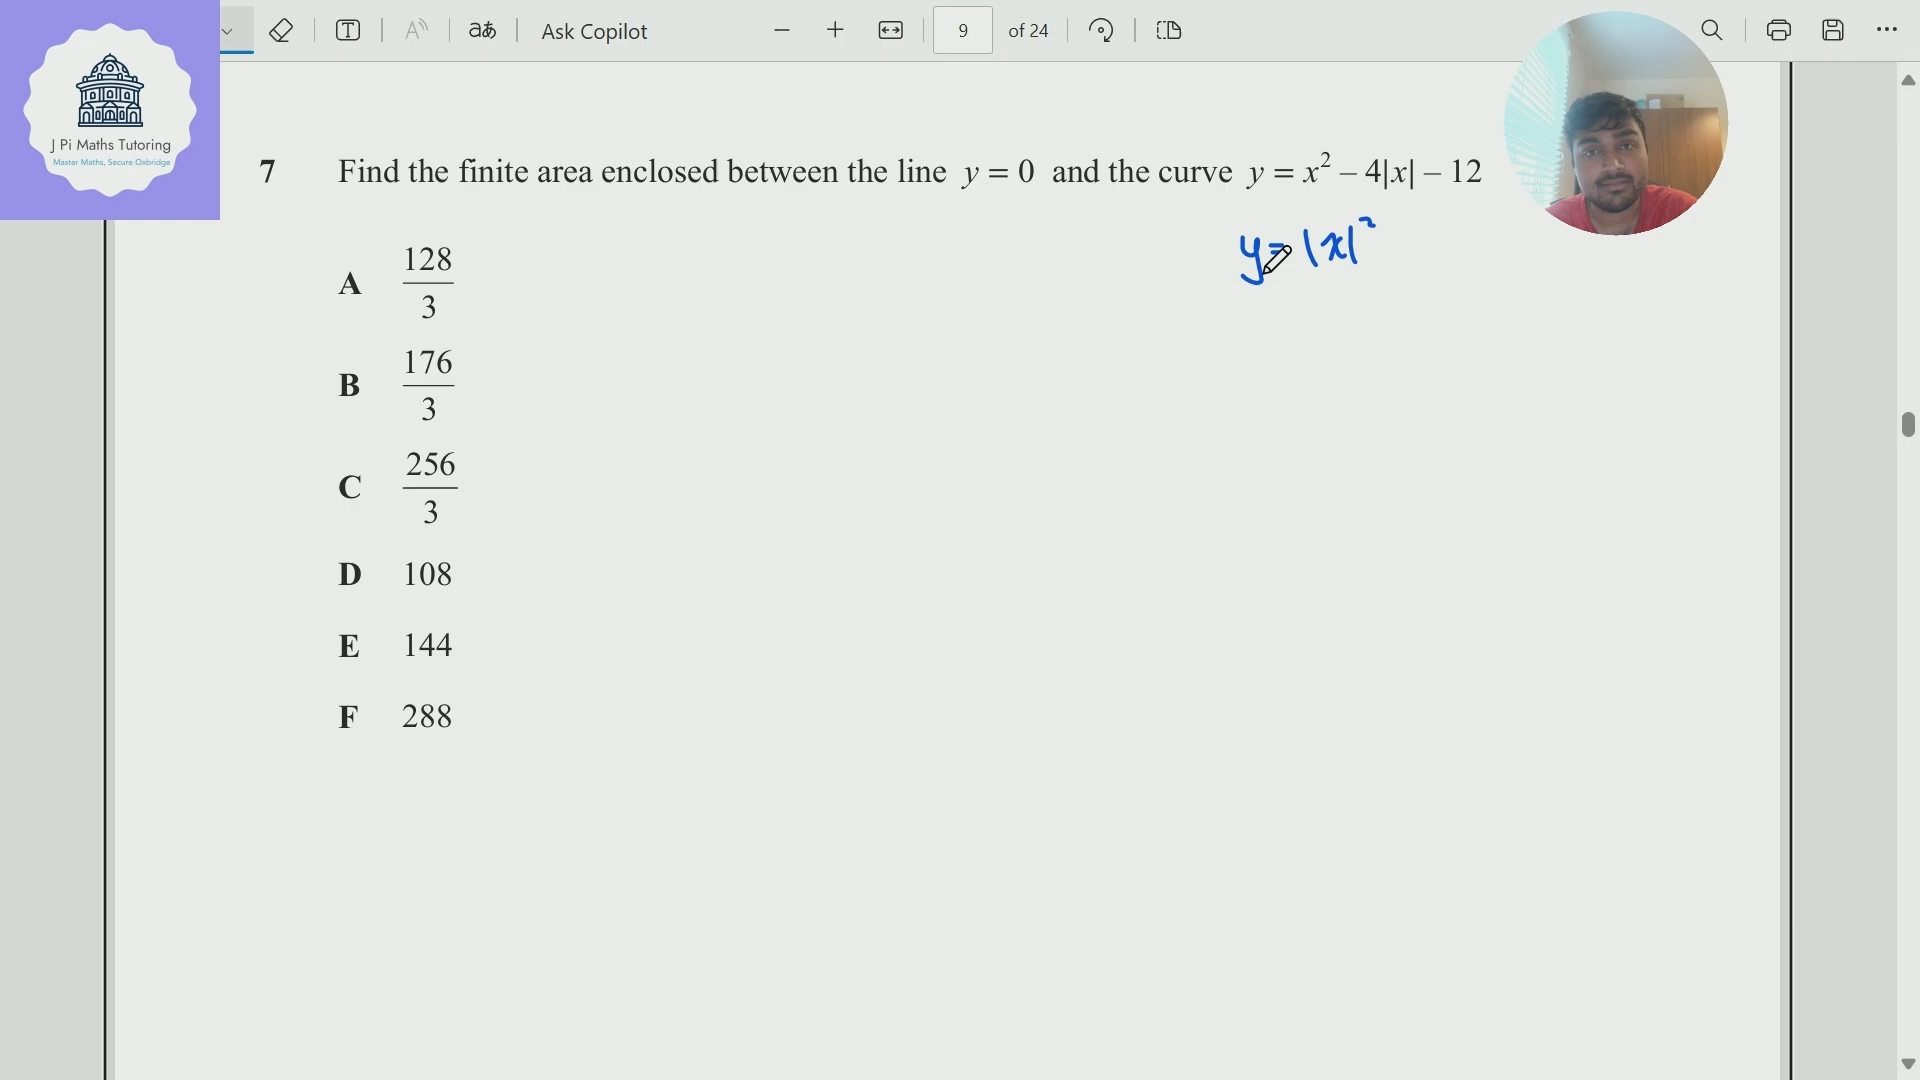 Ask Copilot
9 of 24
J Pi Maths Tutoring
Master Maths, Secure Oxbridge
7 Find the finite area enclosed between the line y = 0 and the curve y = x² – 4|x| – 12
y = |x|²
A 128/3
B 176/3
C 256/3
D 108
E 144
F 288